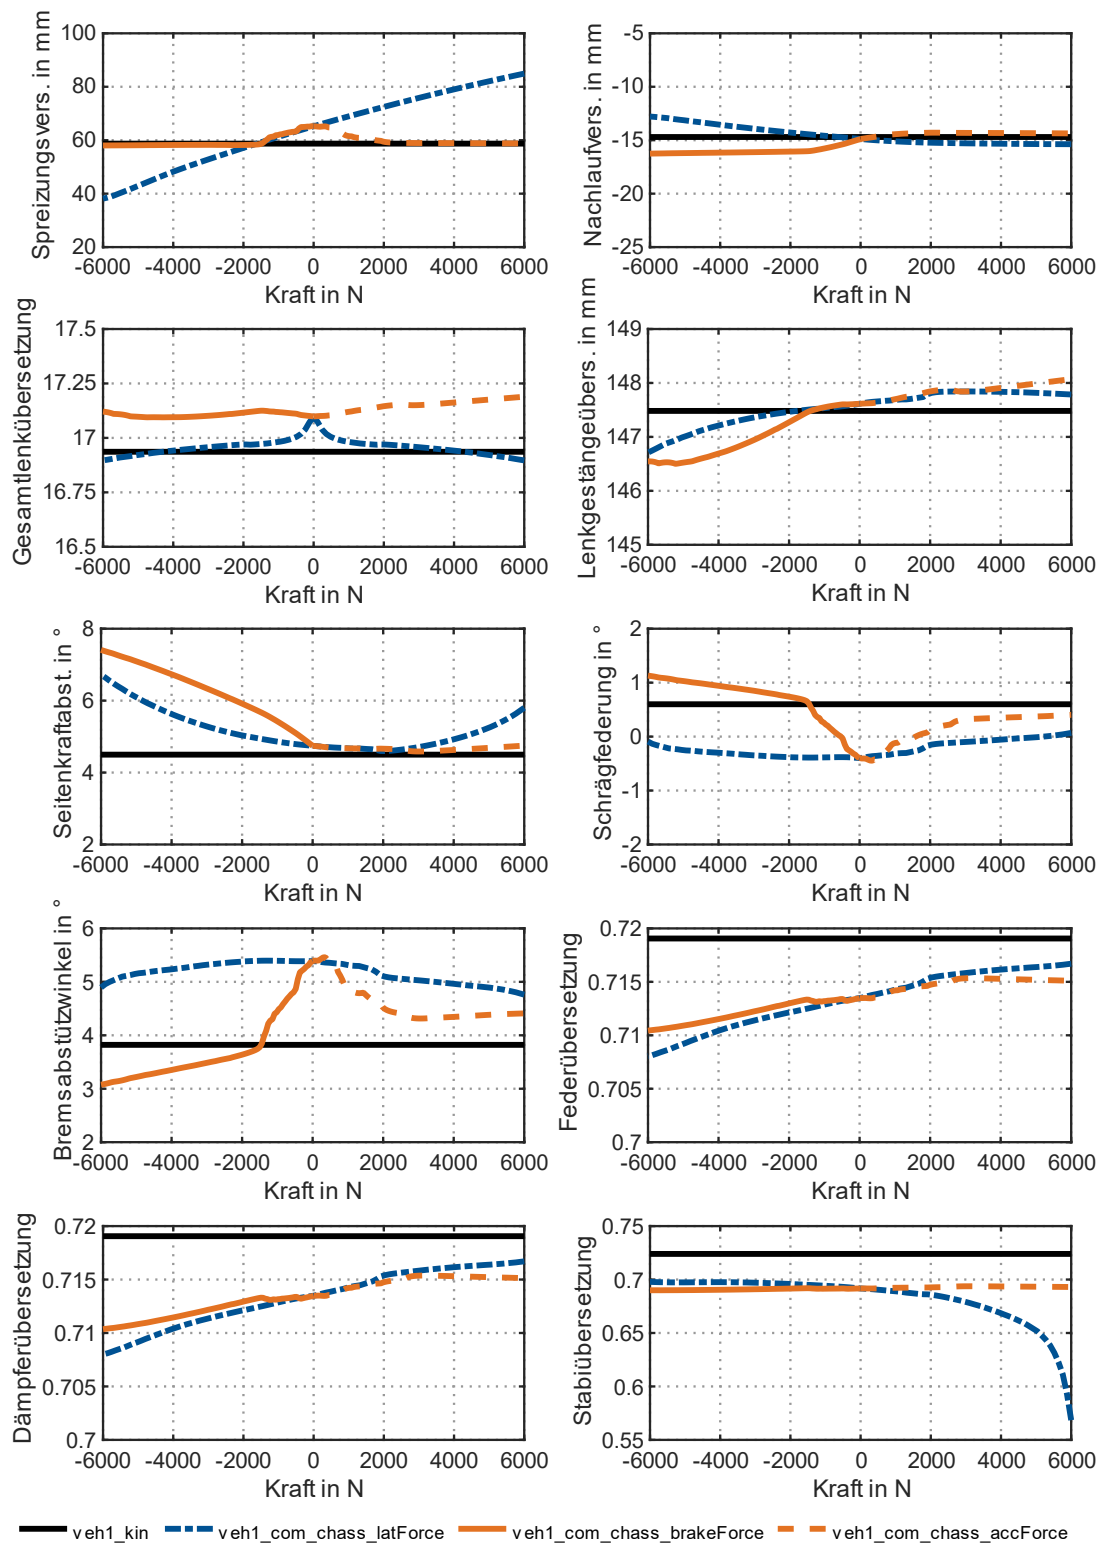 Spreizungsvers. in mm
100
80
60
40
20
-6000 -4000 -2000 0 2000 4000 6000
Kraft in N
Nachlaufvers. in mm
-5
-10
-15
-20
-25
-6000 -4000 -2000 0 2000 4000 6000
Kraft in N
Gesamtlenkübersetzung
17.5
17.25
17
16.75
16.5
-6000 -4000 -2000 0 2000 4000 6000
Kraft in N
Lenkgestängeübers. in mm
149
148
147
146
145
-6000 -4000 -2000 0 2000 4000 6000
Kraft in N
Seitenkraftabst. in °
8
6
4
2
-6000 -4000 -2000 0 2000 4000 6000
Kraft in N
Schrägfederung in °
2
1
0
-1
-2
-6000 -4000 -2000 0 2000 4000 6000
Kraft in N
Bremsabstützwinkel in °
6
5
4
3
2
-6000 -4000 -2000 0 2000 4000 6000
Kraft in N
Federübersetzung
0.72
0.715
0.71
0.705
0.7
-6000 -4000 -2000 0 2000 4000 6000
Kraft in N
Dämpferübersetzung
0.72
0.715
0.71
0.705
0.7
-6000 -4000 -2000 0 2000 4000 6000
Kraft in N
Stabiübersetzung
0.75
0.7
0.65
0.6
0.55
-6000 -4000 -2000 0 2000 4000 6000
Kraft in N
veh1_kin veh1_com_chass_latForce veh1_com_chass_brakeForce veh1_com_chass_accForce